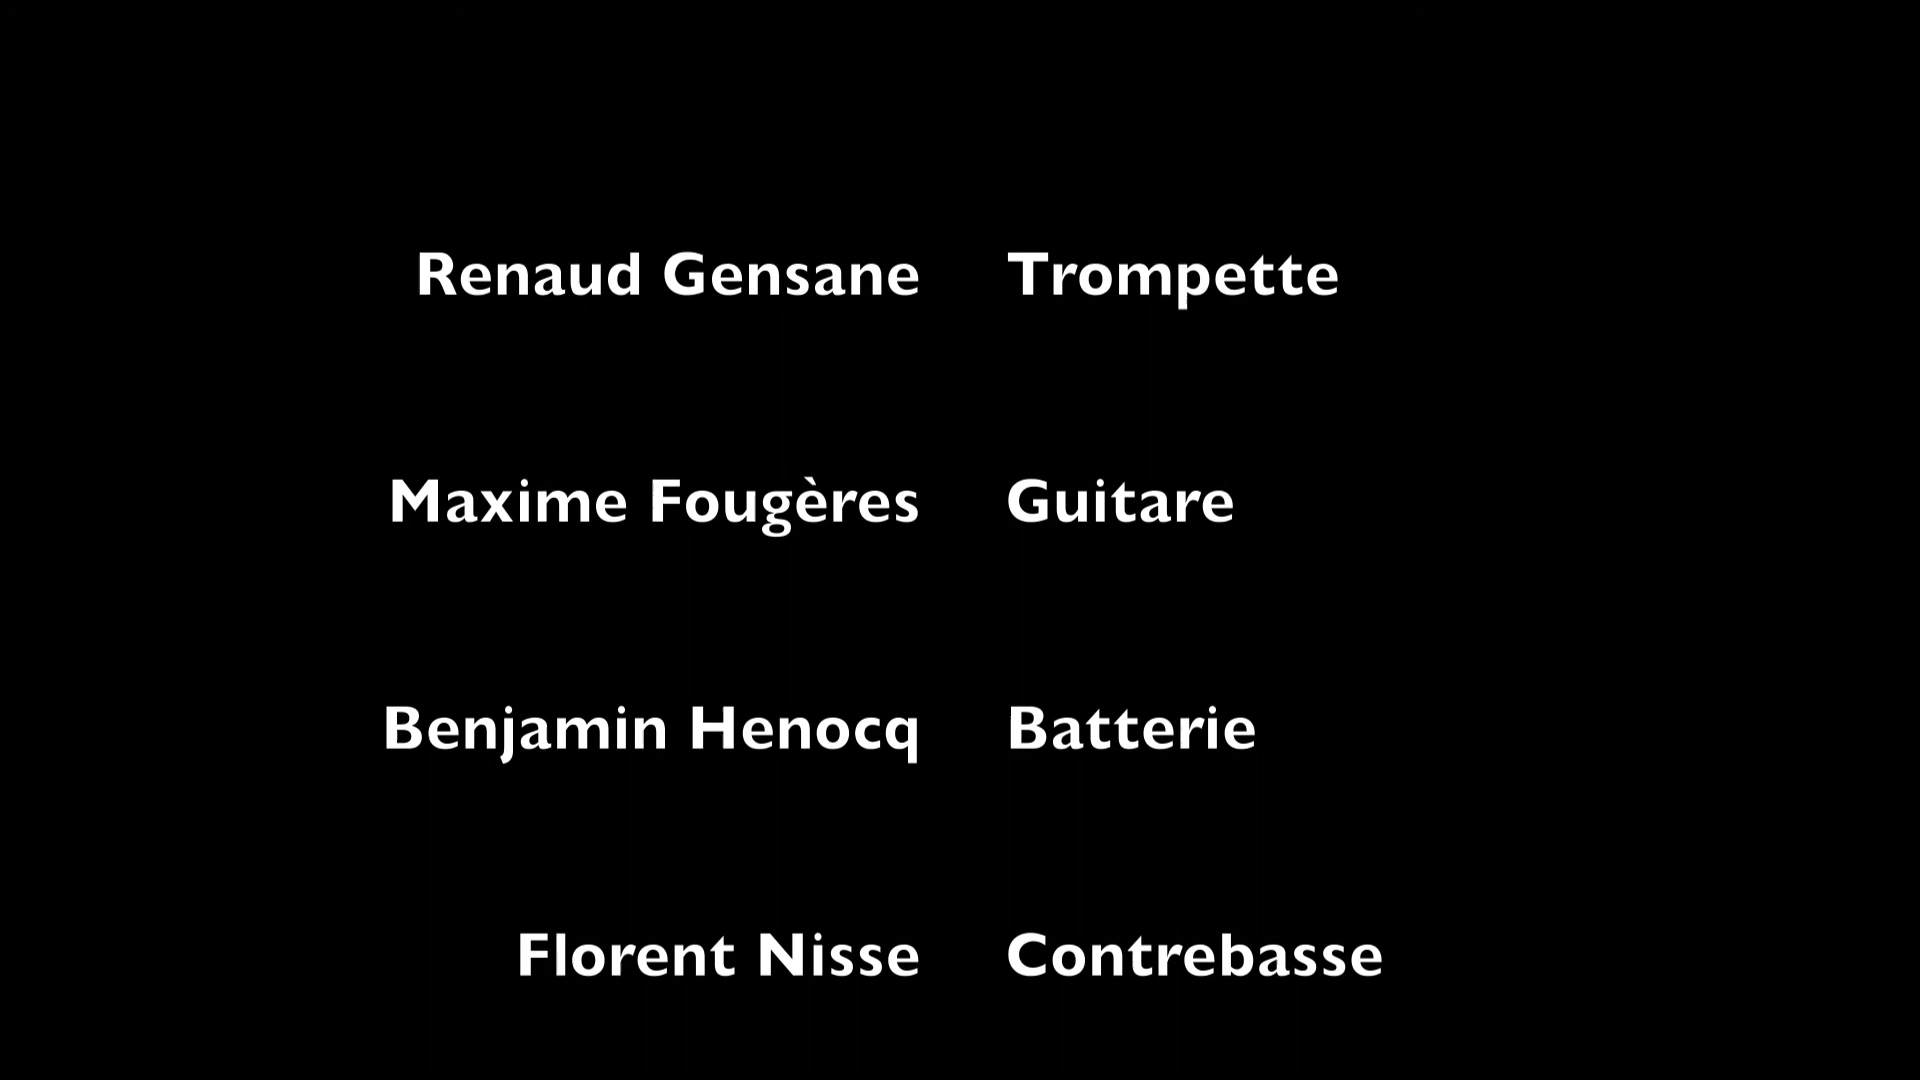 Renaud Gensane Trompette
Maxime Fougères Guitare
Benjamin Henocq Batterie
Florent Nisse Contrebasse